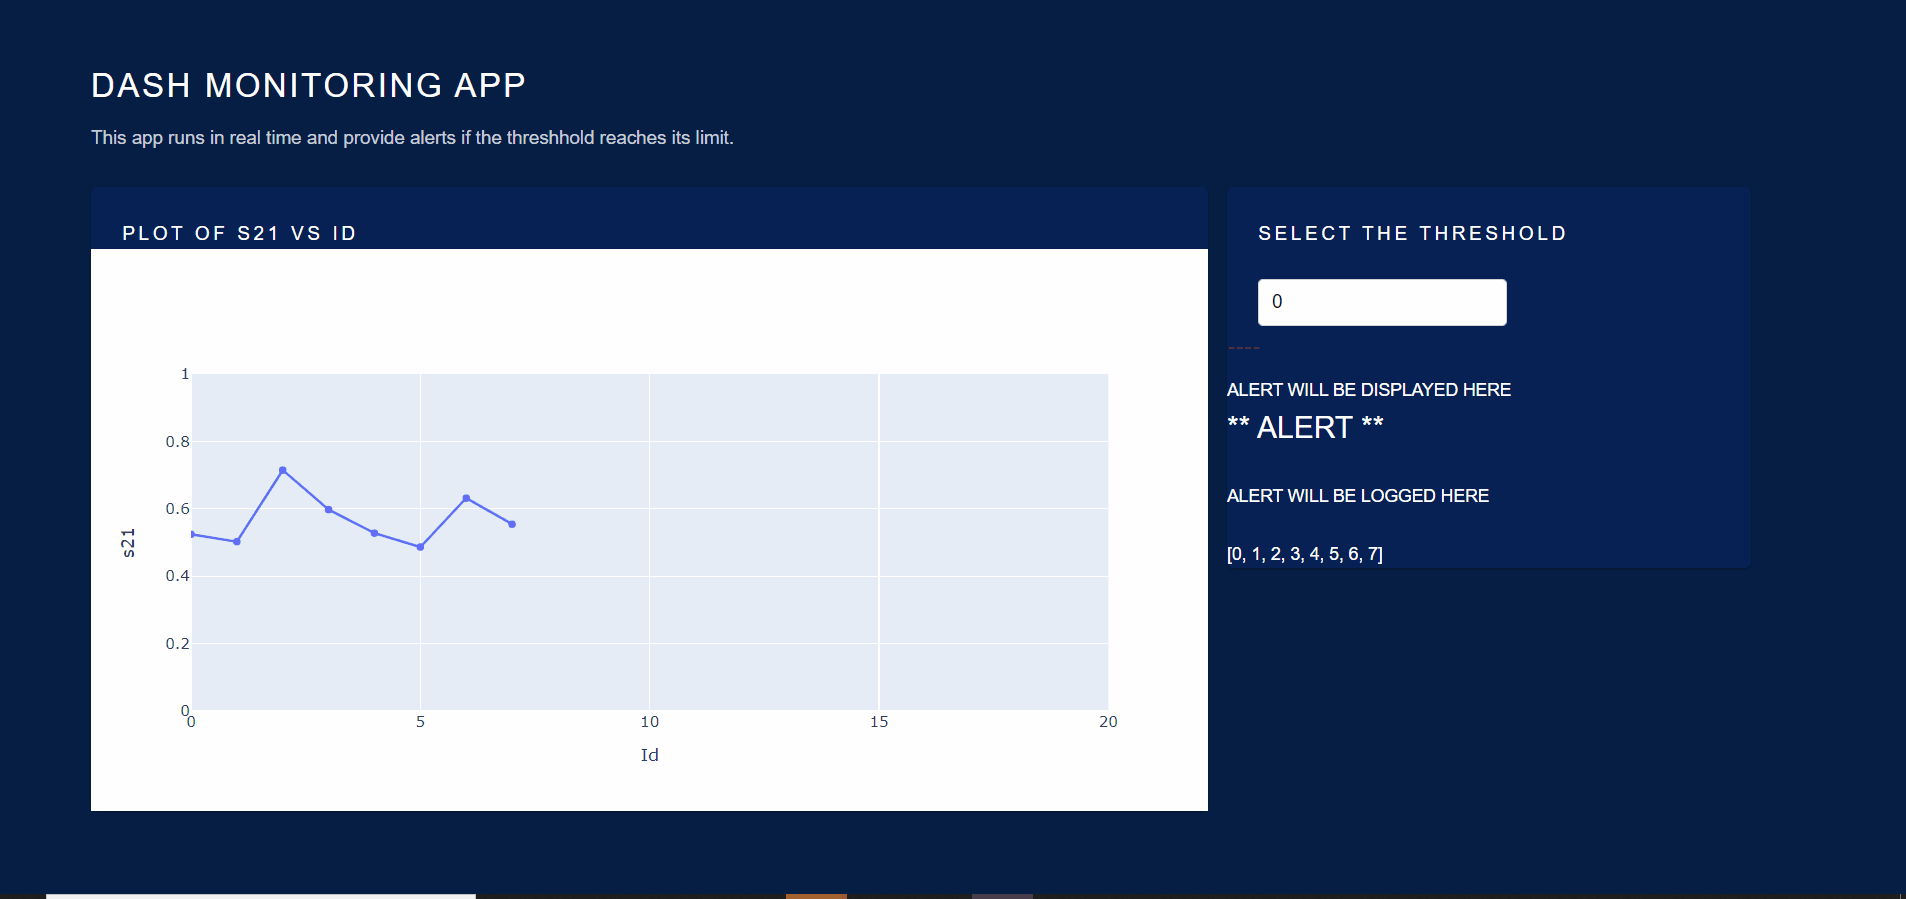 DASH MONITORING APP
This app runs in real time and provide alerts if the threshhold reaches its limit.
PLOT OF S21 VS ID
1
0.8
0.6
0.4
0.2
0
s21
0 5 10 15 20
Id
SELECT THE THRESHOLD
0
----
ALERT WILL BE DISPLAYED HERE
** ALERT **
ALERT WILL BE LOGGED HERE
[0, 1, 2, 3, 4, 5, 6, 7]